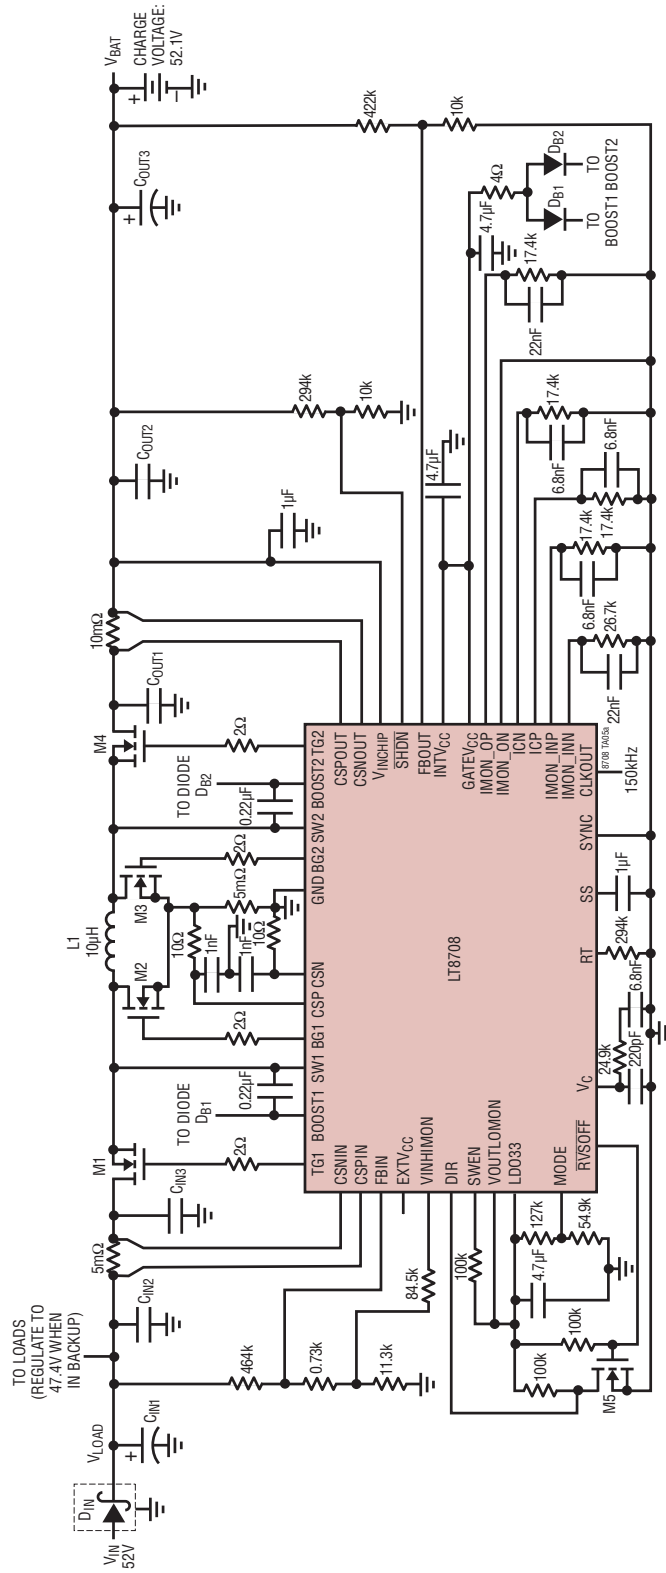 VIN
52V
DIN
VLOAD
+
CIN1
TO LOADS
(REGULATE TO
47.4V WHEN
IN BACKUP)
CIN2
5mΩ
CIN3
M1
TO DIODE
DB1
0.22µF
2Ω
2Ω
M2
L1
10µH
M3
10Ω
1nF
1nF
10Ω
5mΩ
2Ω
0.22µF
TO DIODE
DB2
2Ω
M4
COUT1
10mΩ
1µF
COUT2
294k
10k
COUT3
+
VBAT
+
–
CHARGE
VOLTAGE:
52.1V
422k
10k
464k
0.73k
11.3k
84.5k
100k
100k
100k
M5
4.7µF
127k
54.9k
TG1
BOOST1
SW1
BG1
CSP
CSN
GND
BG2
SW2
BOOST2
TG2
CSNIN
CSPIN
FBIN
EXTVCC
VINHIMON
DIR
SWEN
VOUTLOMON
LDO33
MODE
RVSOFF
LT8708
CSPOUT
CSNOUT
VINCHIP
SHDN
FBOUT
INTVCC
GATEVCC
IMON_OP
IMON_ON
ICN
ICP
IMON_INP
IMON_INN
CLKOUT
VC
RT
SS
SYNC
8708 TA05a
150kHz
24.9k
220pF
6.8nF
294k
1µF
4.7µF
4.7µF
4Ω
DB1
DB2
TO
BOOST1
TO
BOOST2
17.4k
22nF
17.4k
6.8nF
6.8nF
17.4k
17.4k
6.8nF
26.7k
22nF